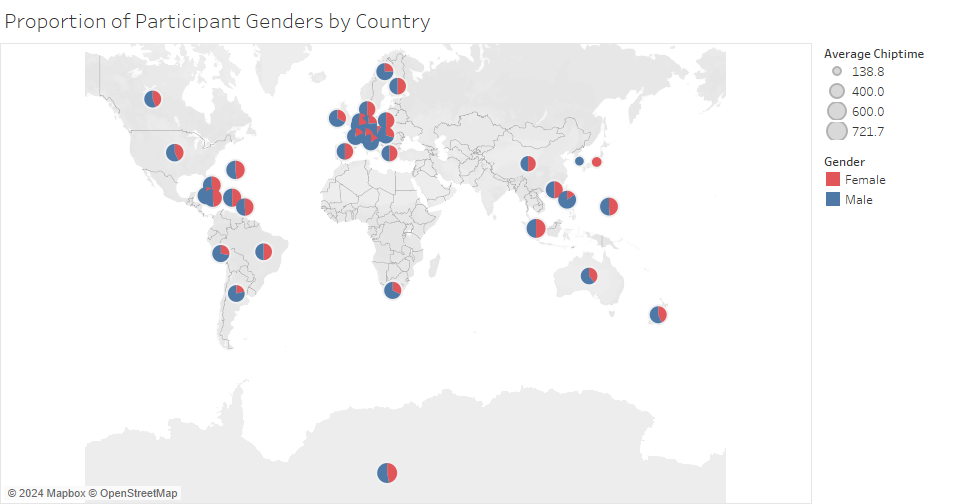 Proportion of Participant Genders by Country
Average Chiptime
138.8
400.0
600.0
721.7
Gender
Female
Male
© 2024 Mapbox © OpenStreetMap